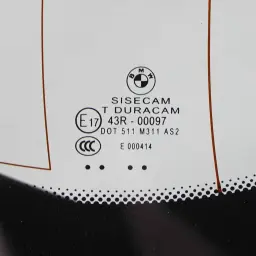 BMW
SISECAM
T DURACAM
E17 43R - 00097
DOT 511 M311 AS2
CCC E 000414